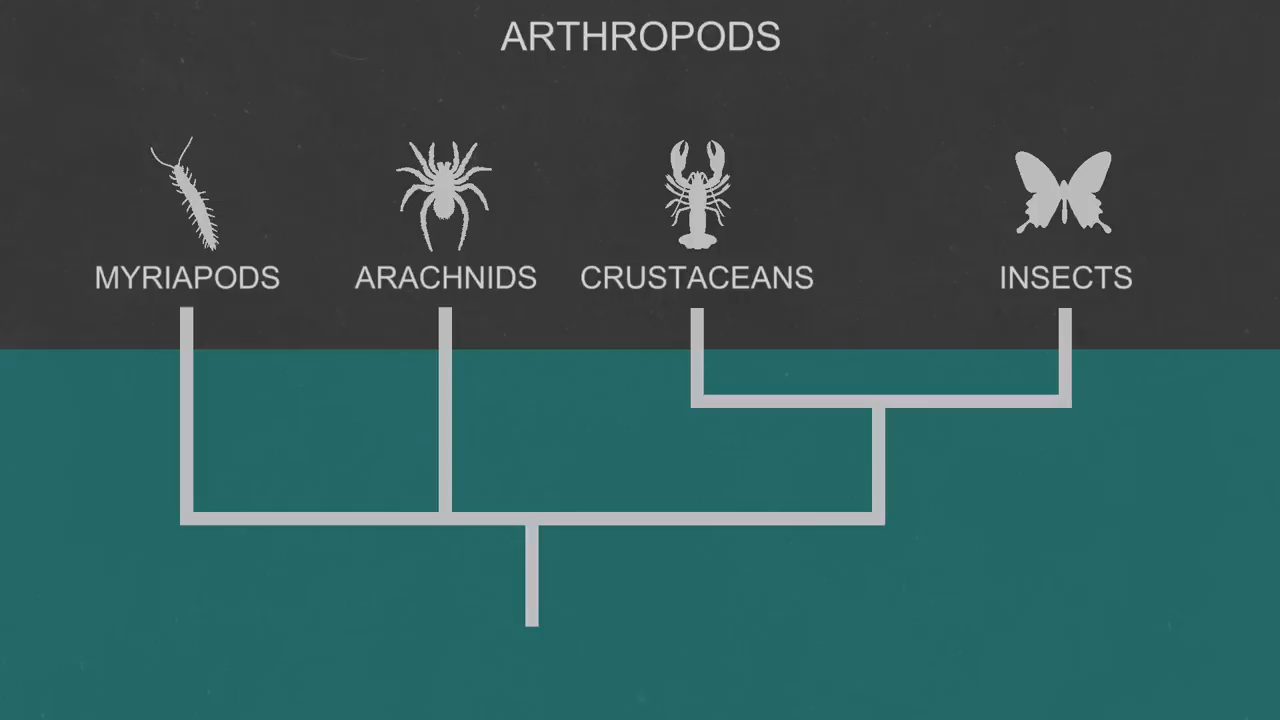 ARTHROPODS
MYRIAPODS
ARACHNIDS
CRUSTACEANS
INSECTS